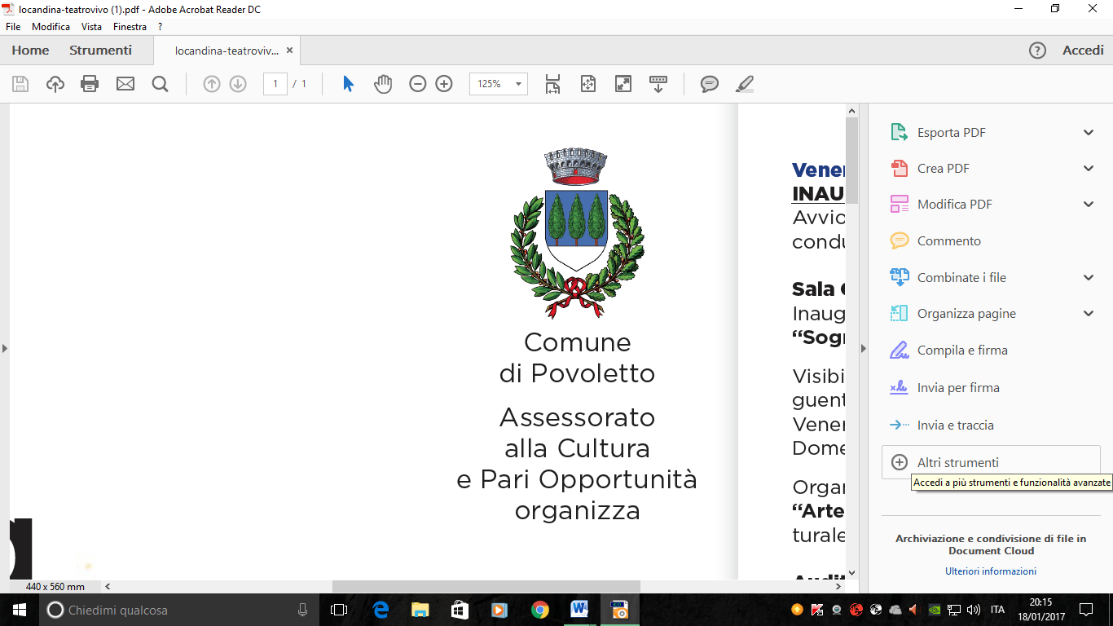 locandina-teatrovivo (1).pdf - Adobe Acrobat Reader DC
File Modifica Vista Finestra ?
Home Strumenti locandina-teatroviv... × ? Accedi
1 / 1 125%
Comune
di Povoletto
Assessorato
alla Cultura
e Pari Opportunità
organizza
Vener
INAU
Avvio
condu
Sala
Inaug
“Sogn
Visibi
guent
Vener
Dome
Organ
“Arte
turale
Esporta PDF
Crea PDF
Modifica PDF
Commento
Combinate i file
Organizza pagine
Compila e firma
Invia per firma
Invia e traccia
Altri strumenti
Accedi a più strumenti e funzionalità avanzate
Archiviazione e condivisione di file in
Document Cloud
Ulteriori informazioni
440 x 560 mm
Chiedimi qualcosa
ITA
20:15
18/01/2017